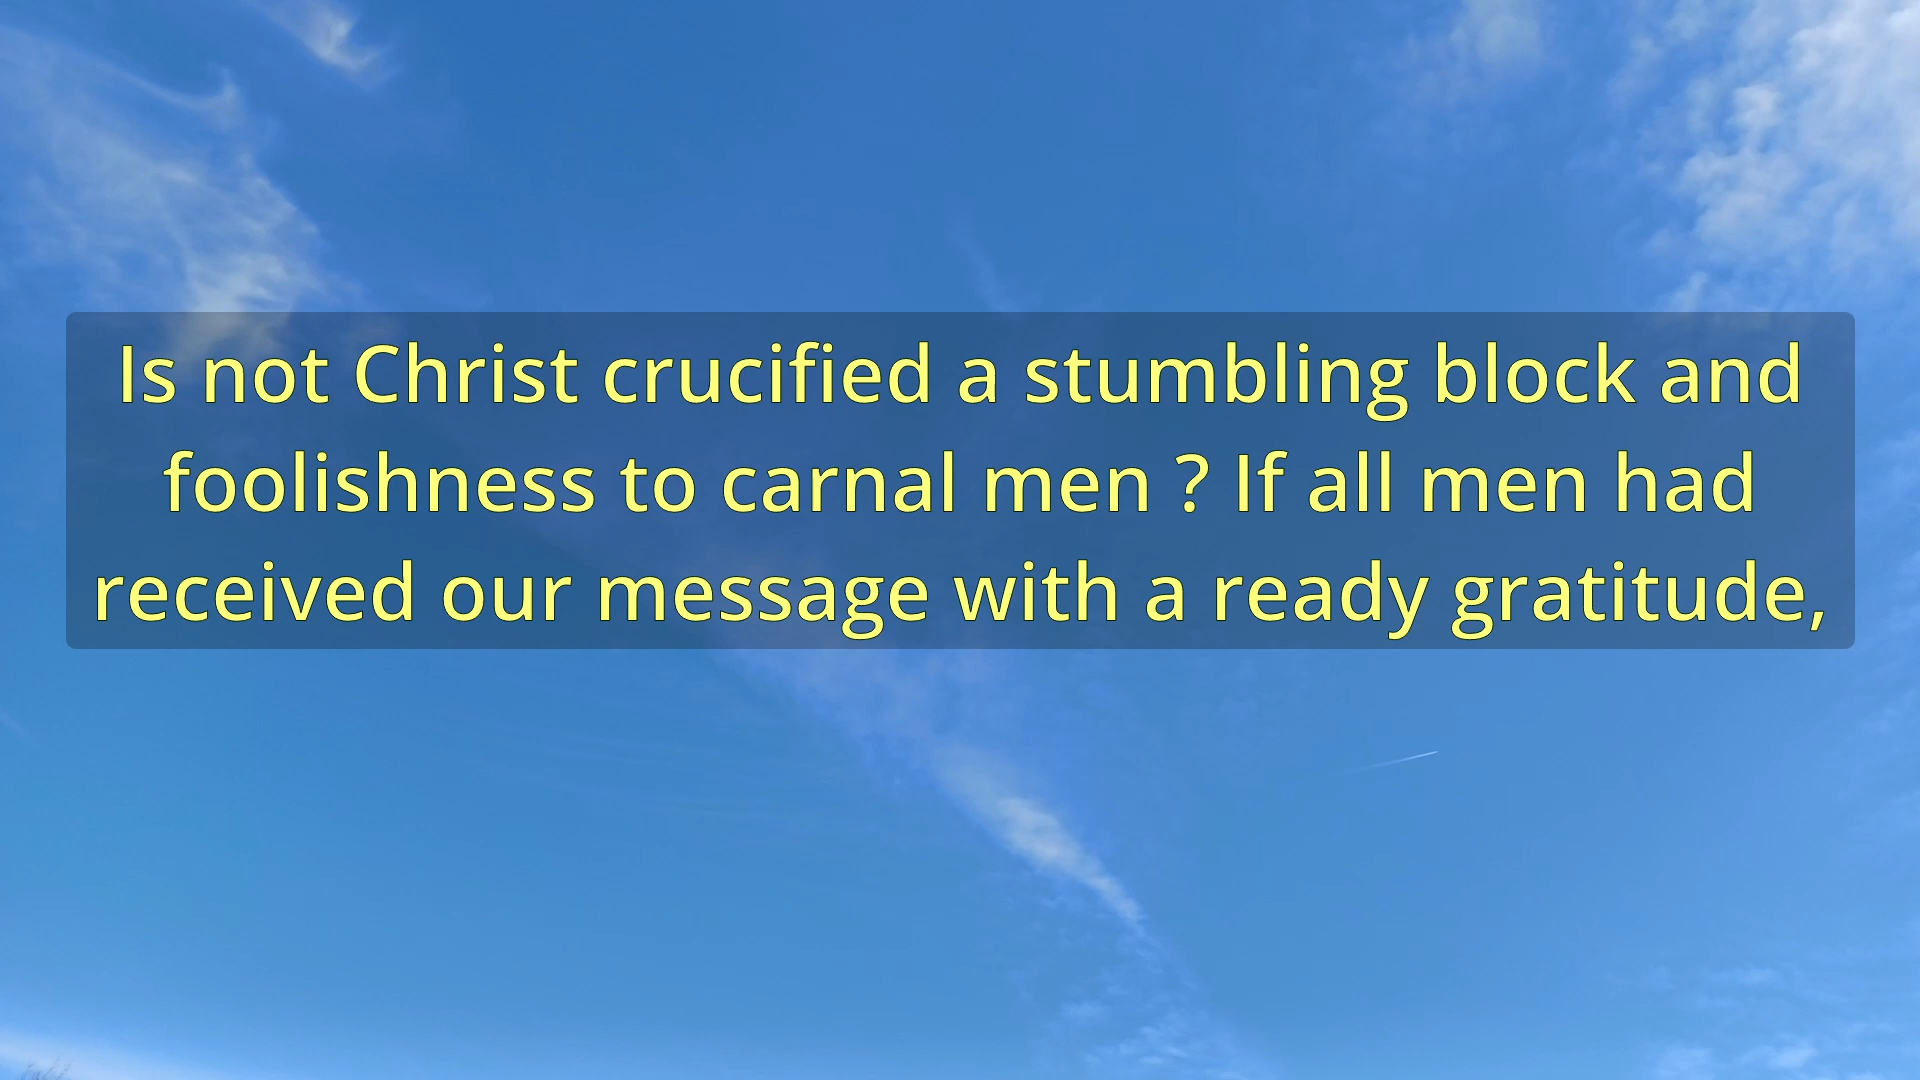 Is not Christ crucified a stumbling block and
foolishness to carnal men ? If all men had
received our message with a ready gratitude,